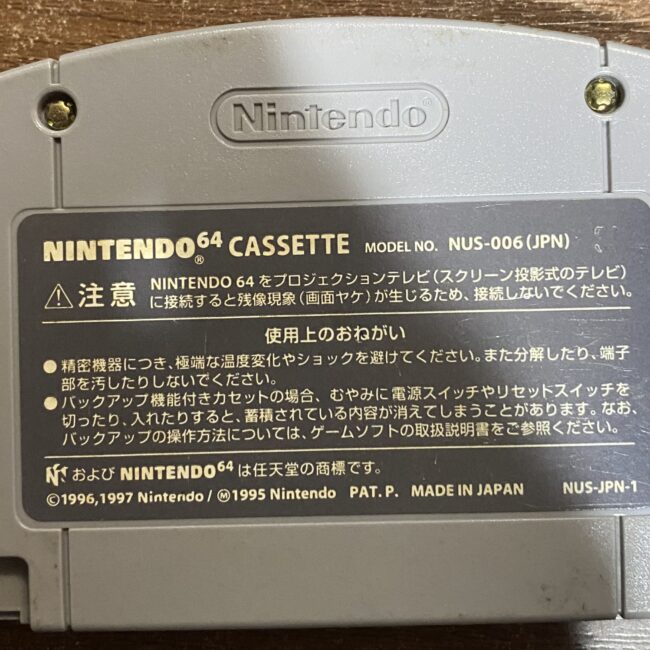 Nintendo®
NINTENDO64® CASSETTE MODEL NO. NUS-006(JPN)
⚠注意 NINTENDO 64 をプロジェクションテレビ(スクリーン投影式のテレビ)
に接続すると残像現象(画面ヤケ)が生じるため、接続しないでください。
使用上のおねがい
●精密機器につき、極端な温度変化やショックを避けてください。また分解したり、端子
部を汚したりしないでください。
●バックアップ機能付きカセットの場合、むやみに電源スイッチやリセットスイッチを
切ったり、入れたりすると、蓄積されている内容が消えてしまうことがあります。なお、
バックアップの操作方法については、ゲームソフトの取扱説明書をご参照ください。
および NINTENDO64 は任天堂の商標です。
©1996,1997 Nintendo/Ⓜ1995 Nintendo PAT. P. MADE IN JAPAN NUS-JPN-1